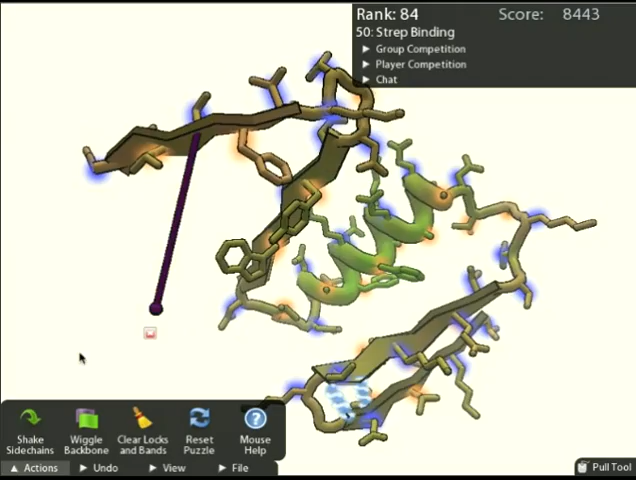 Rank: 84 Score: 8443
50: Strep Binding
Group Competition
Player Competition
Chat
Shake Sidechains
Wiggle Backbone
Clear Locks and Bands
Reset Puzzle
Mouse Help
Actions Undo View File
Pull Tool